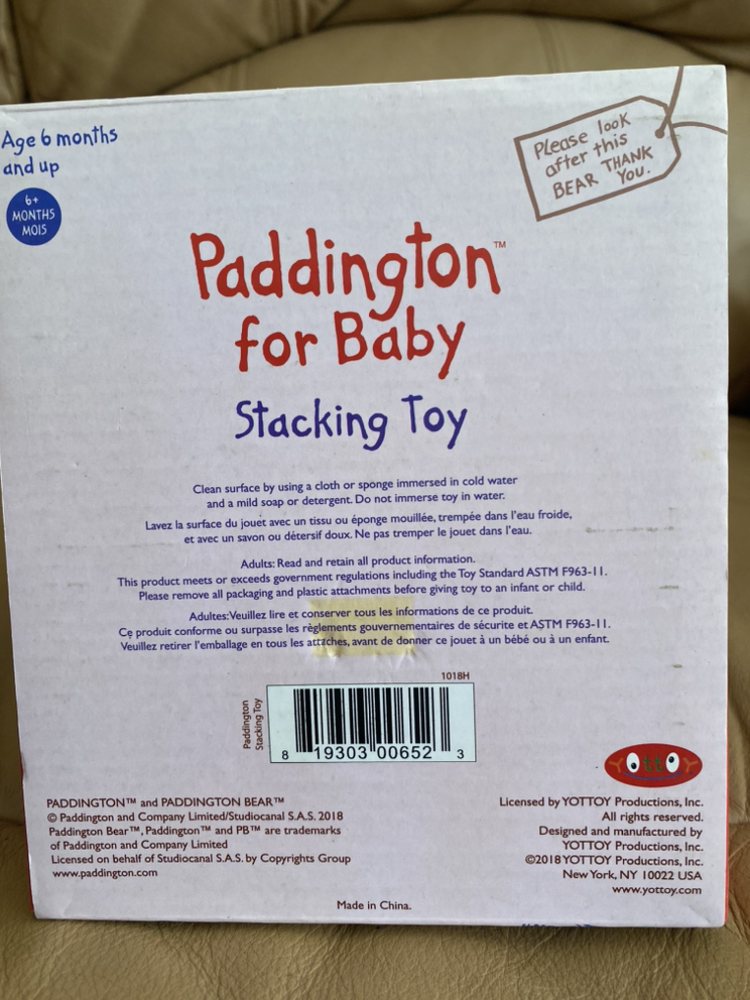 Age 6 months
and up
6+
MONTHS
MOIS
Please look
after this
BEAR THANK
YOU.
Paddington™
for Baby
Stacking Toy
Clean surface by using a cloth or sponge immersed in cold water
and a mild soap or detergent. Do not immerse toy in water.
Lavez la surface du jouet avec un tissu ou éponge mouillée, trempée dans l'eau froide,
et avec un savon ou détersif doux. Ne pas tremper le jouet dans l'eau.
Adults: Read and retain all product information.
This product meets or exceeds government regulations including the Toy Standard ASTM F963-11.
Please remove all packaging and plastic attachments before giving toy to an infant or child.
Adultes: Veuillez lire et conserver tous les informations de ce produit.
Ce produit conforme ou surpasse les règlements gouvernementaires de sécurite et ASTM F963-11.
Veuillez retirer l'emballage en tous les attaches, avant de donner ce jouet à un bébé ou à un enfant.
1018H
Paddington
Stacking Toy
8 19303 00652 3
YOttOY
PADDINGTON™ and PADDINGTON BEAR™
© Paddington and Company Limited/Studiocanal S.A.S. 2018
Paddington Bear™, Paddington™ and PB™ are trademarks
of Paddington and Company Limited
Licensed on behalf of Studiocanal S.A.S. by Copyrights Group
www.paddington.com
Licensed by YOTTOY Productions, Inc.
All rights reserved.
Designed and manufactured by
YOTTOY Productions, Inc.
©2018 YOTTOY Productions, Inc.
New York, NY 10022 USA
www.yottoy.com
Made in China.